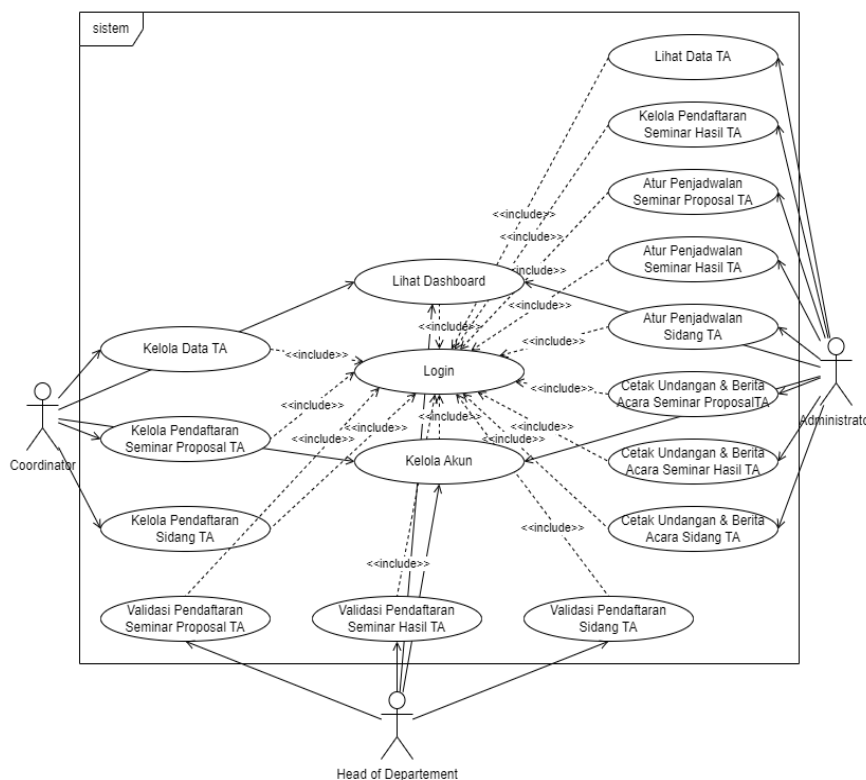 sistem
Lihat Data TA
Kelola Pendaftaran
Seminar Hasil TA
Atur Penjadwalan
Seminar Proposal TA
<<include>>
<<include>>
Atur Penjadwalan
Seminar Hasil TA
<<include>>
Lihat Dashboard
Atur Penjadwalan
Sidang TA
<<include>>
<<include>>
Kelola Data TA
<<include>>
<<include>>
Login
Administrator
Cetak Undangan & Berita
Acara Seminar ProposalTA
<<include>>
<<include>>
<<include>>
Coordinator
Kelola Pendaftaran
Seminar Proposal TA
<<include>>
<<include>>
<<include>>
Kelola Akun
Cetak Undangan & Berita
Acara Seminar Hasil TA
<<include>>
Kelola Pendaftaran
Sidang TA
Cetak Undangan & Berita
Acara Sidang TA
<<include>>
<<include>>
Validasi Pendaftaran
Seminar Proposal TA
Validasi Pendaftaran
Seminar Hasil TA
Validasi Pendaftaran
Sidang TA
Head of Departement